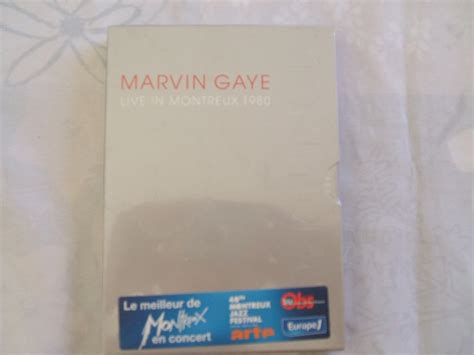 MARVIN GAYE
LIVE IN MONTREUX 1980
Le meilleur de
Montreux
en concert
45ème MONTREUX
JAZZ
FESTIVAL
arte
Obs
Europe 1